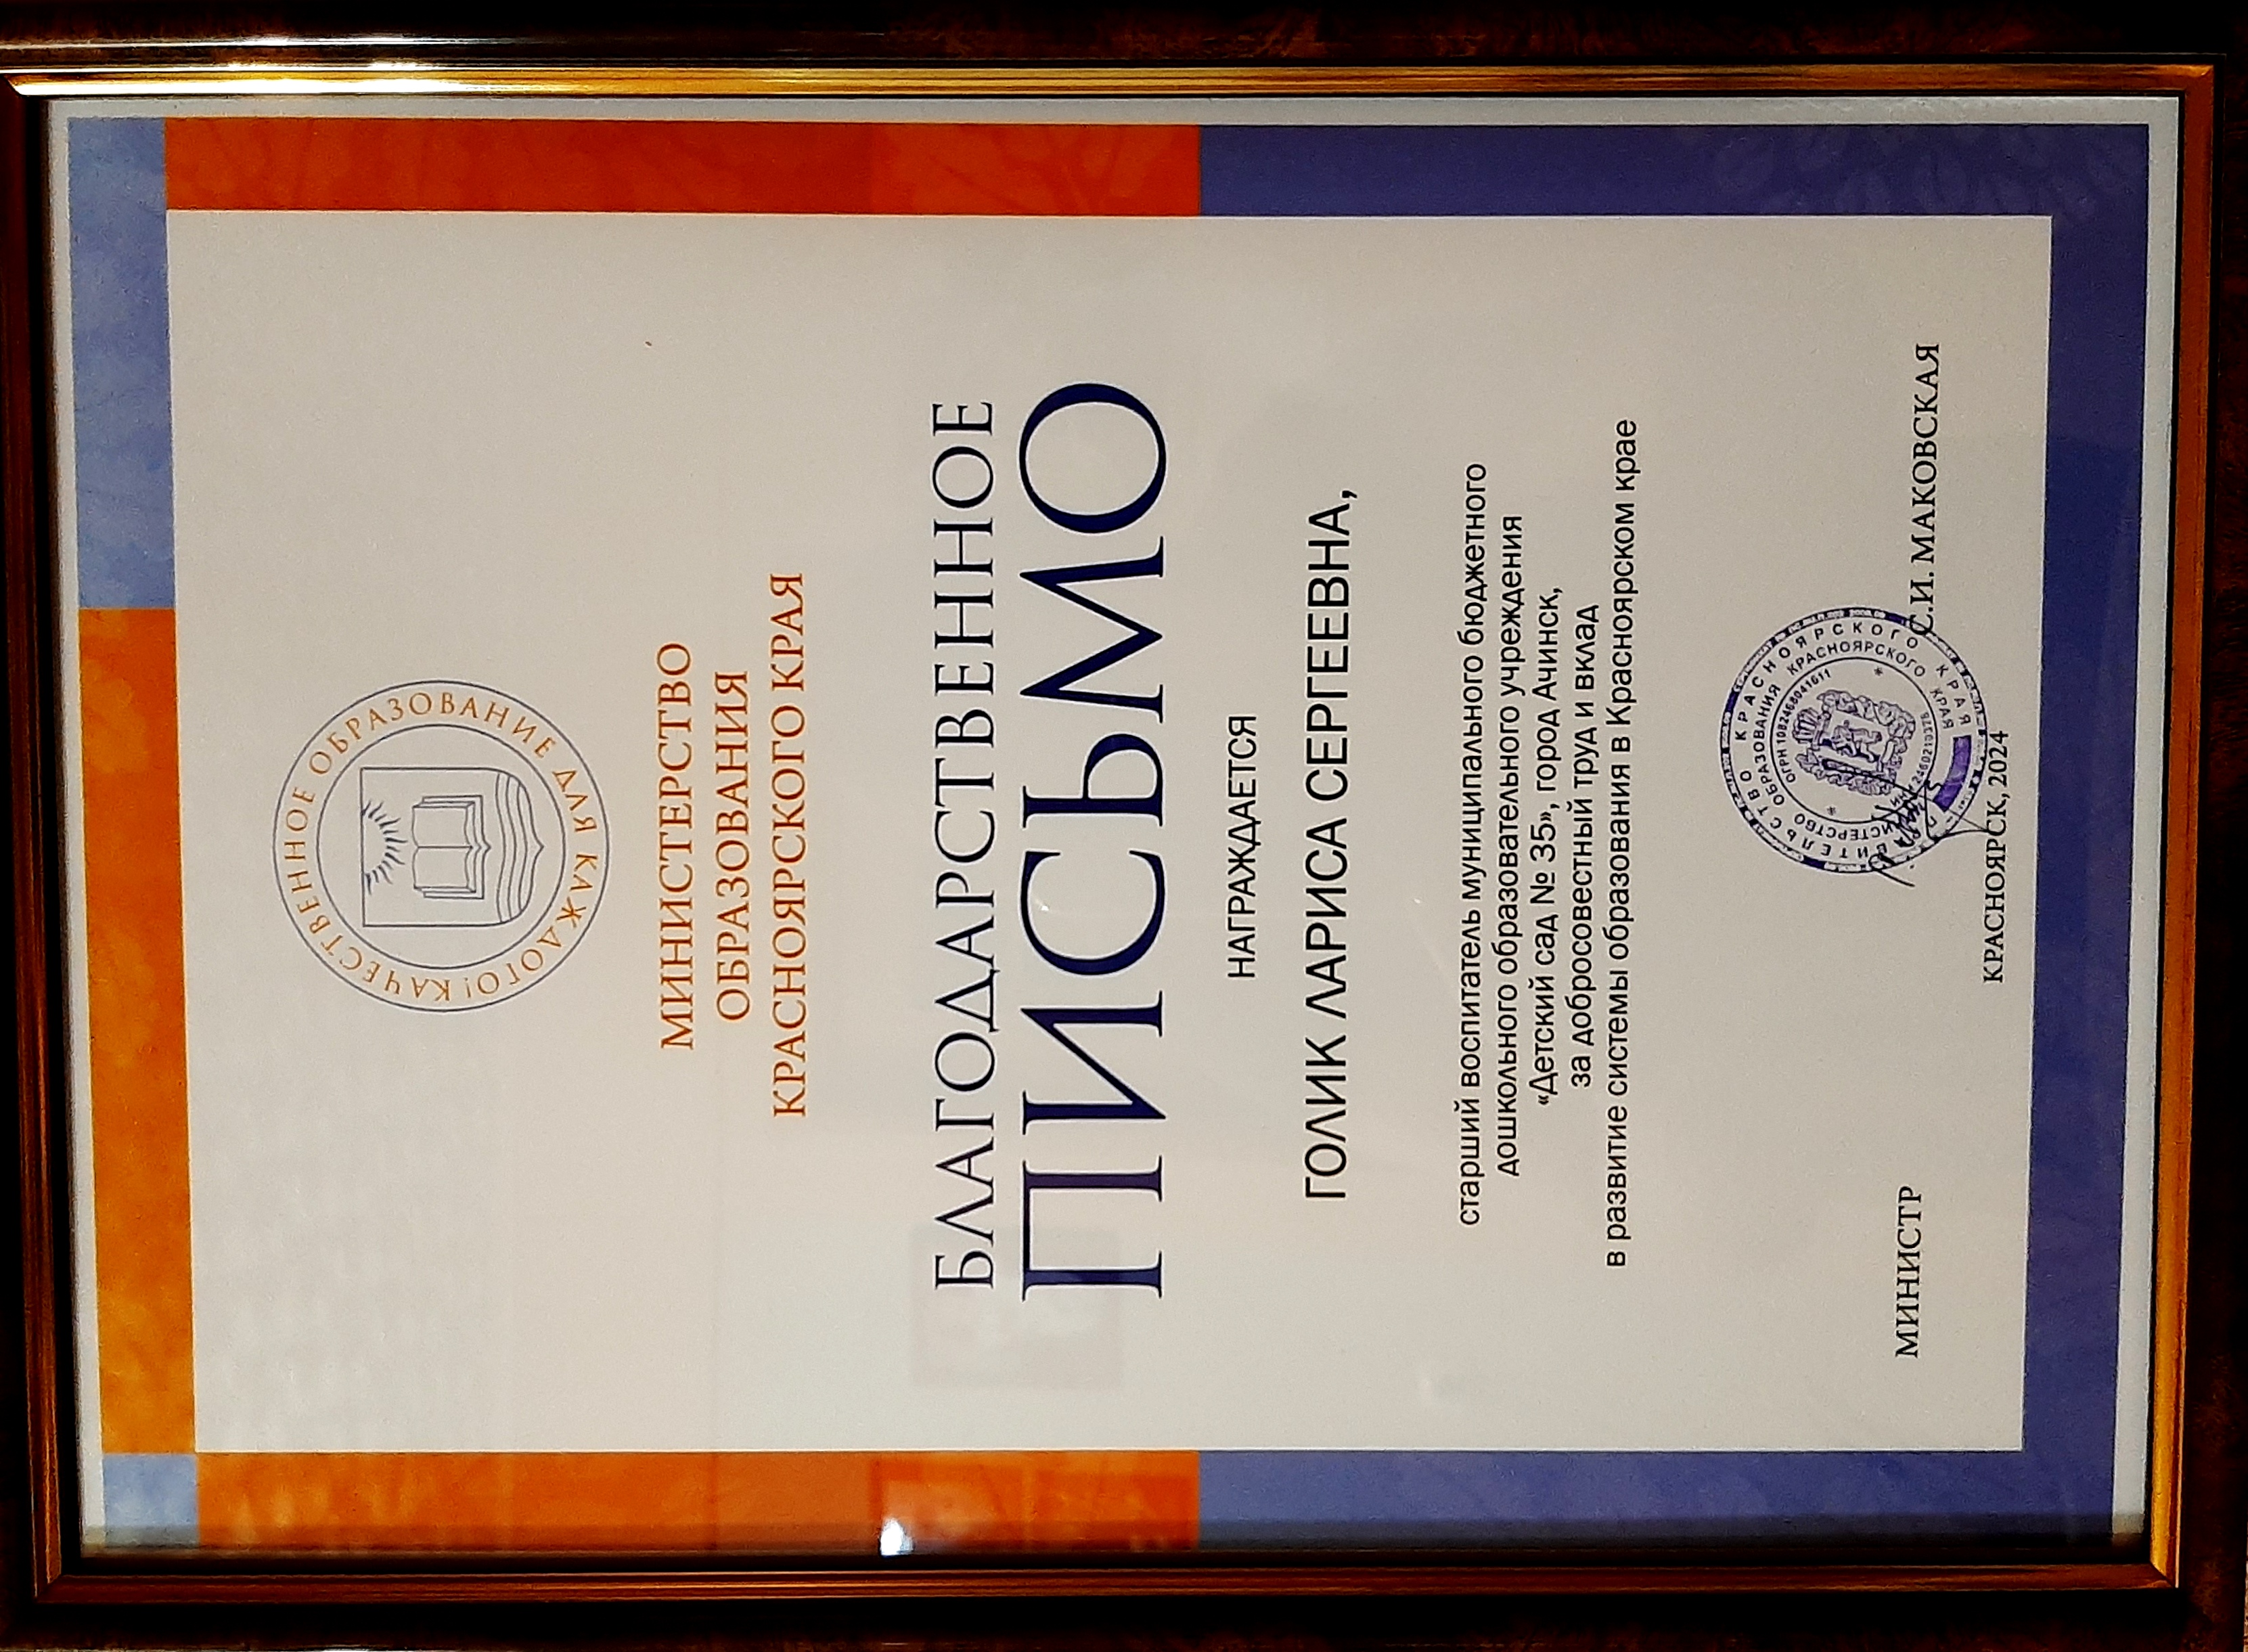 КАЧЕСТВЕННОЕ ОБРАЗОВАНИЕ ДЛЯ КАЖДОГО!
МИНИСТЕРСТВО
ОБРАЗОВАНИЯ
КРАСНОЯРСКОГО КРАЯ
БЛАГОДАРСТВЕННОЕ
ПИСЬМО
НАГРАЖДАЕТСЯ
ГОЛИК ЛАРИСА СЕРГЕЕВНА,
старший воспитатель муниципального бюджетного
дошкольного образовательного учреждения
«Детский сад № 35», город Ачинск,
за добросовестный труд и вклад
в развитие системы образования в Красноярском крае
ПРАВИТЕЛЬСТВО КРАСНОЯРСКОГО КРАЯ
МИНИСТЕРСТВО ОБРАЗОВАНИЯ КРАСНОЯРСКОГО КРАЯ
ОГРН 1082468041611
МИНИСТР С.И. МАКОВСКАЯ
КРАСНОЯРСК, 2024